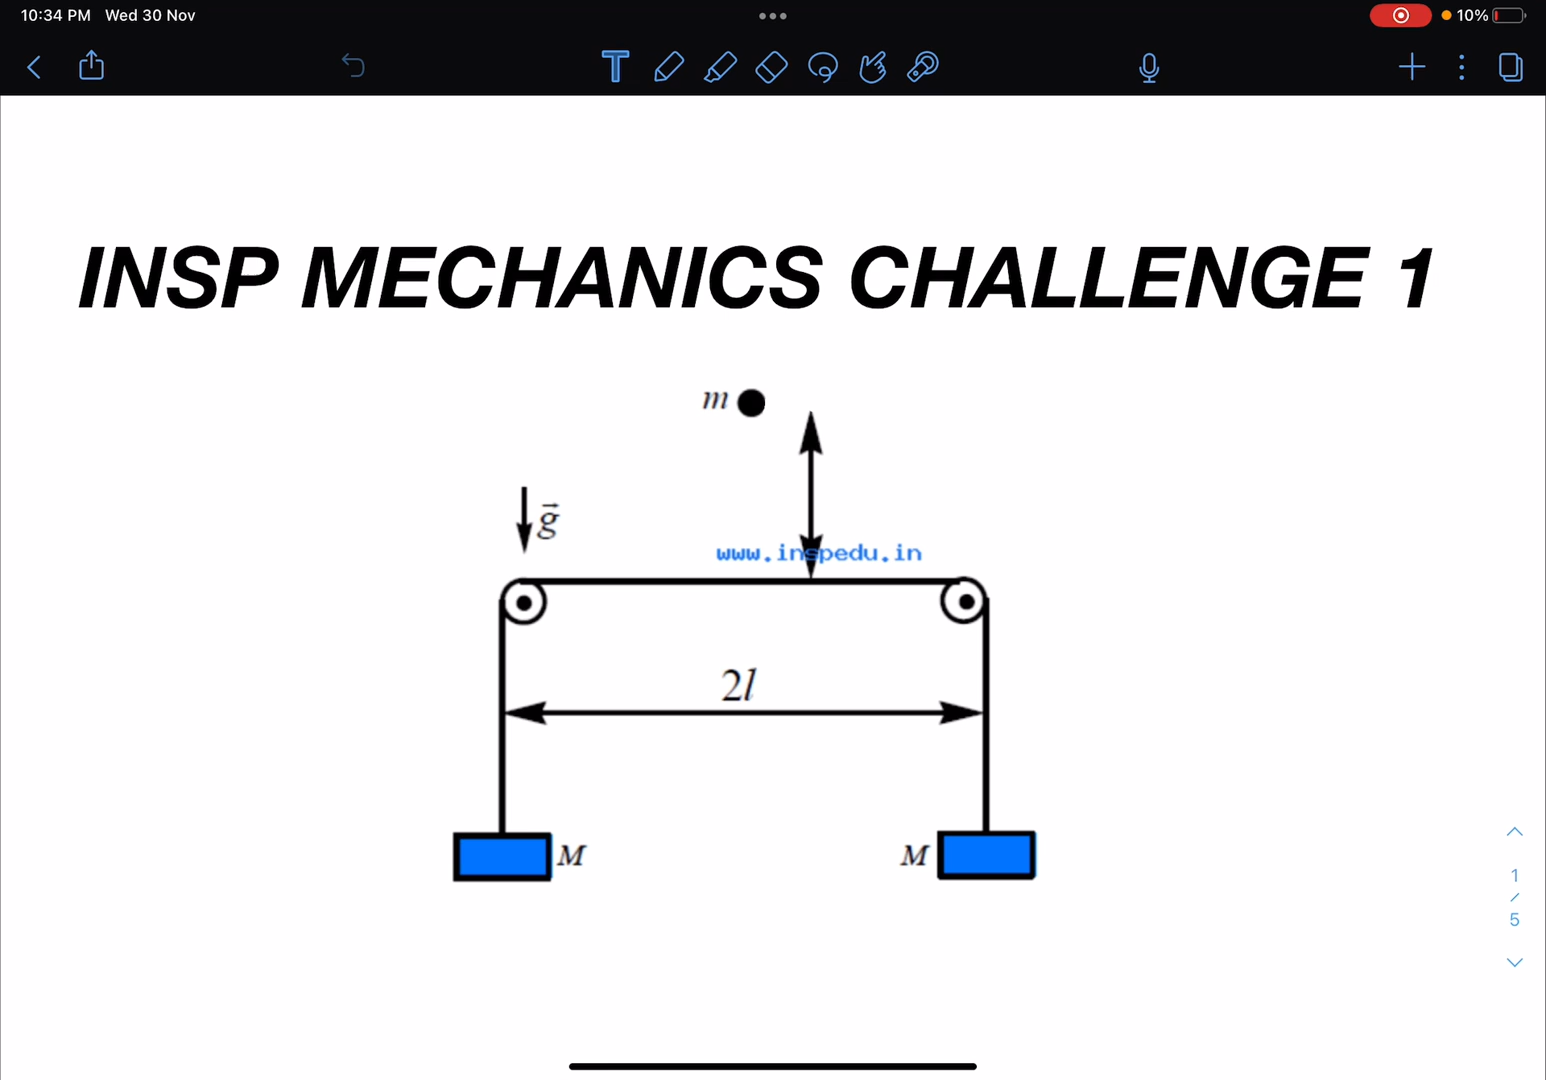 10:34 PM Wed 30 Nov
10%
INSP MECHANICS CHALLENGE 1
m
g⃗
www.inspedu.in
2l
M
M
1
/
5